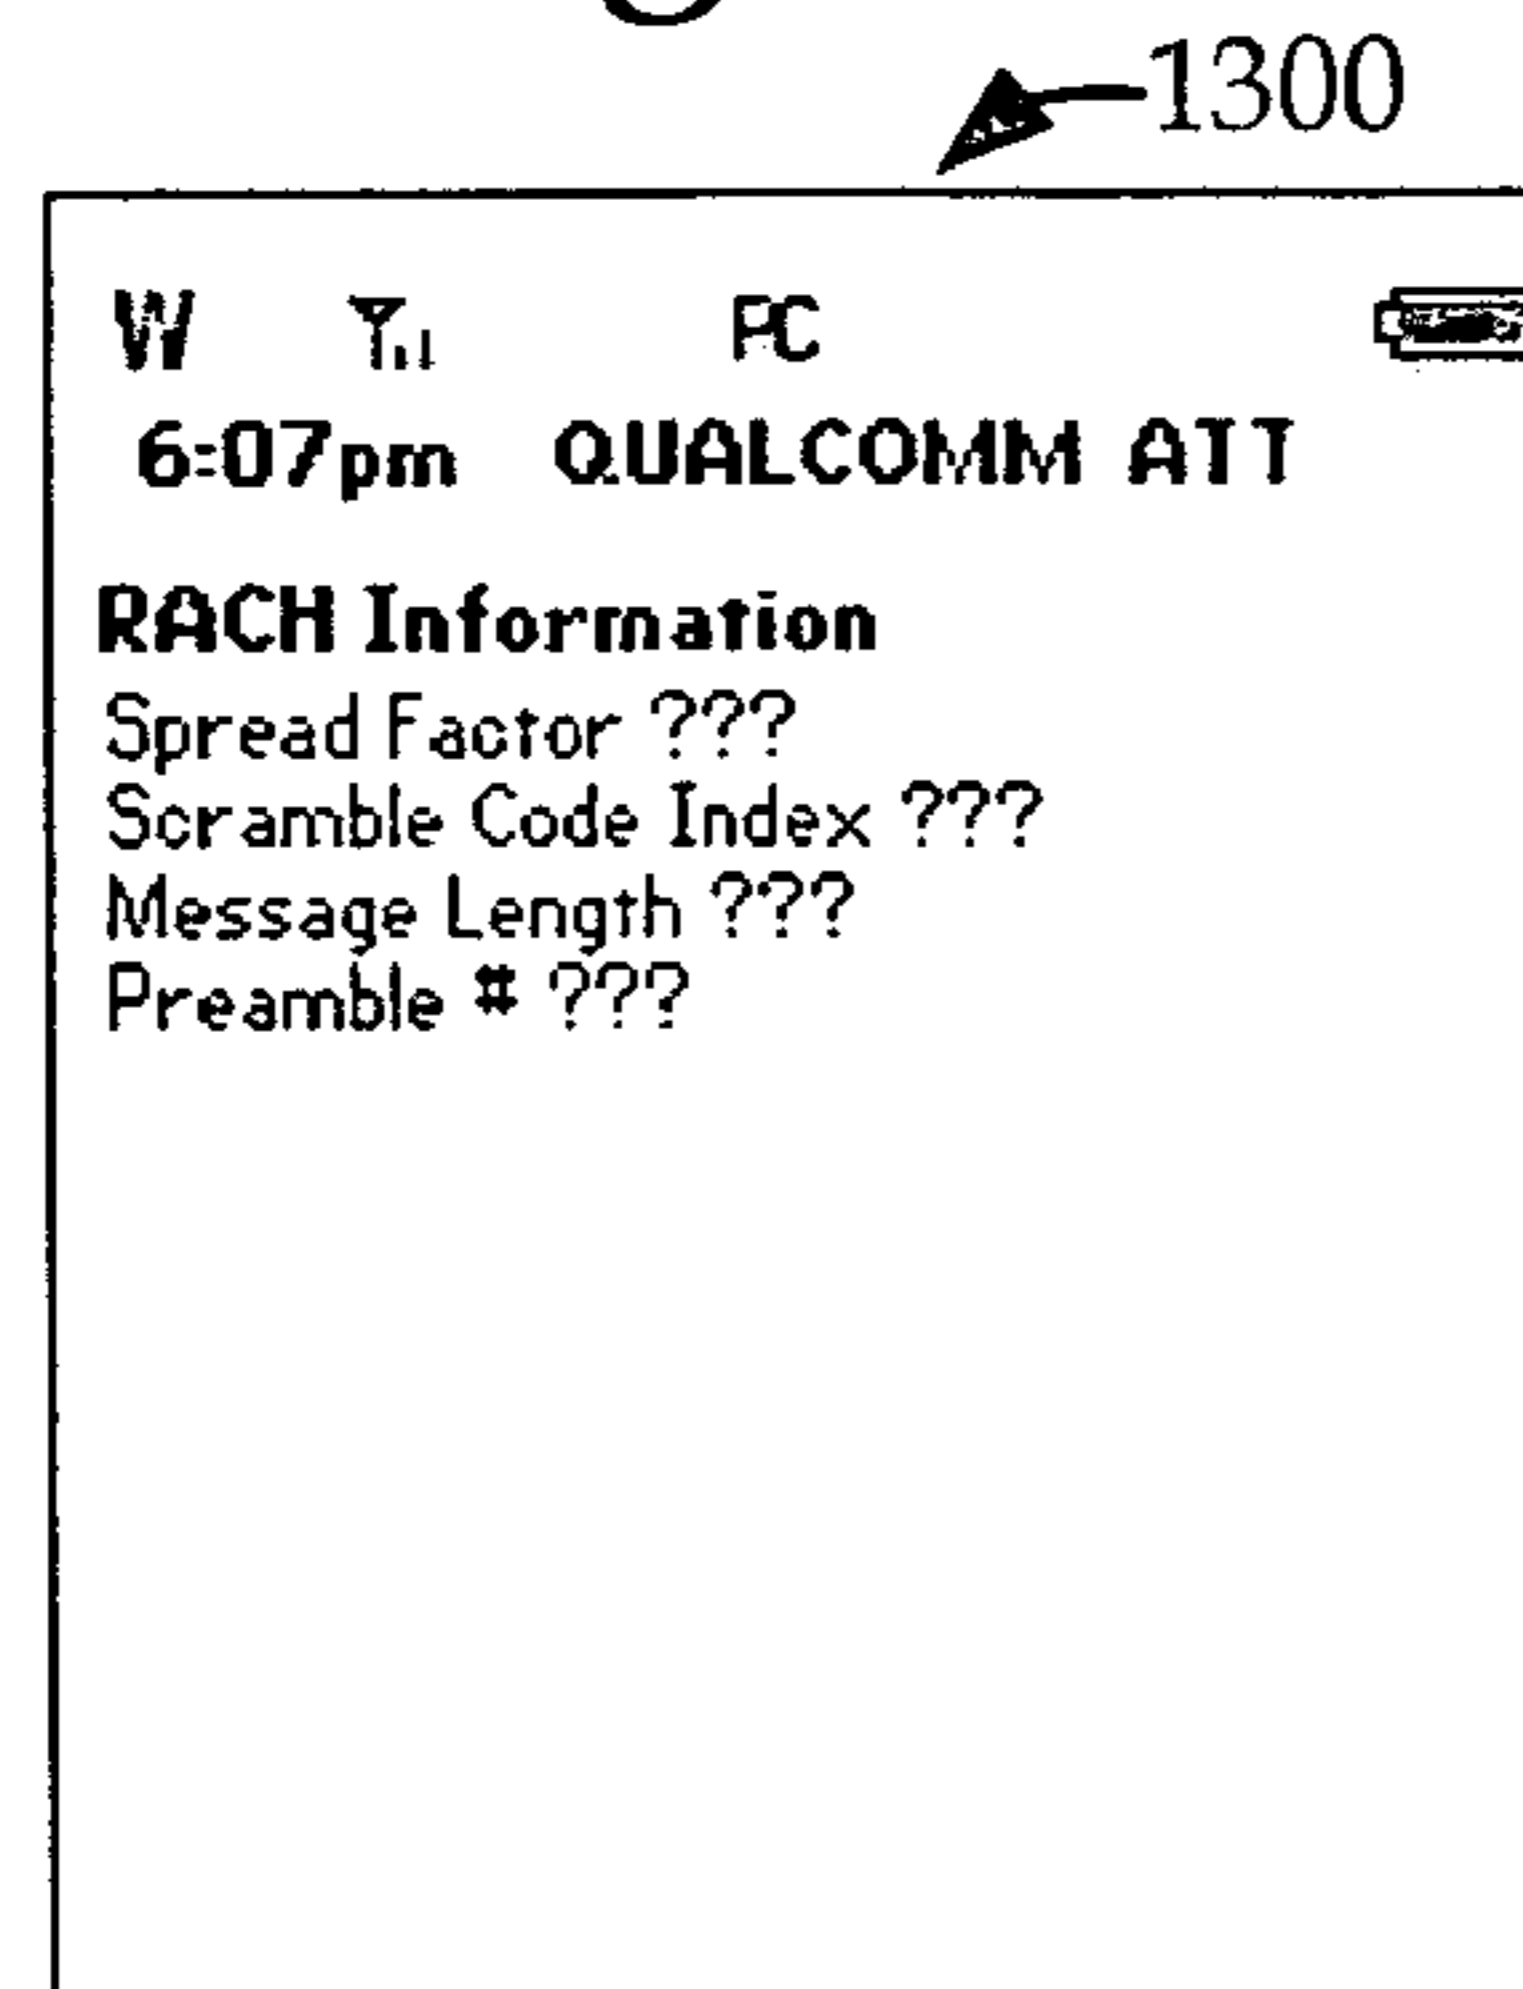 1300
W PC
6:07pm QUALCOMM ATT
RACH Information
Spread Factor ???
Scramble Code Index ???
Message Length ???
Preamble # ???